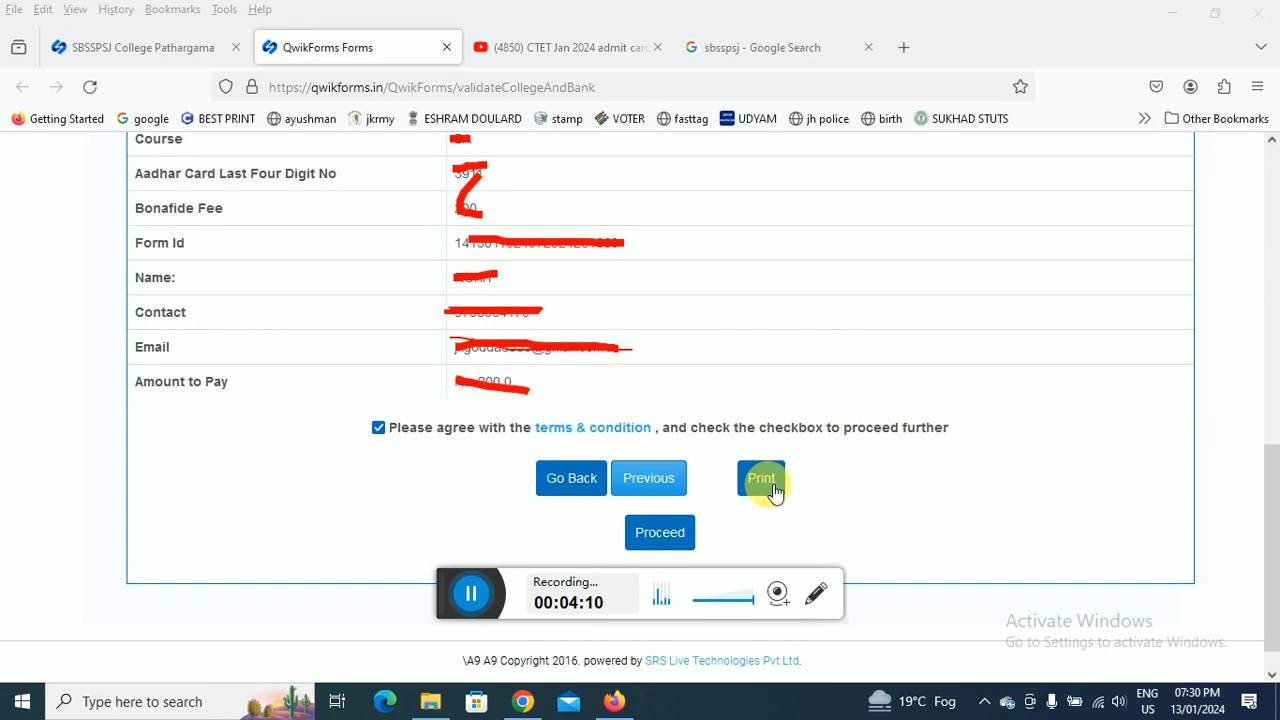 File Edit View History Bookmarks Tools Help
SBSSPSJ College Pathargama QwikForms Forms (4850) CTET Jan 2024 admit car sbsspsj - Google Search
https://qwikforms.in/QwikForms/validateCollegeAndBank
Getting Started google BEST PRINT ayushman jkrmy ESHRAM DOULARD stamp VOTER fasttag UDYAM jh police birth SUKHAD STUTS Other Bookmarks
Course
Aadhar Card Last Four Digit No
Bonafide Fee
Form Id
Name:
Contact
Email
Amount to Pay
Please agree with the terms & condition , and check the checkbox to proceed further
Go Back Previous Print
Proceed
Recording...
00:04:10
Activate Windows
Go to Settings to activate Windows.
\A9 A9 Copyright 2016. powered by SRS Live Technologies Pvt Ltd.
Type here to search 19°C Fog ENG US 07:30 PM 13/01/2024